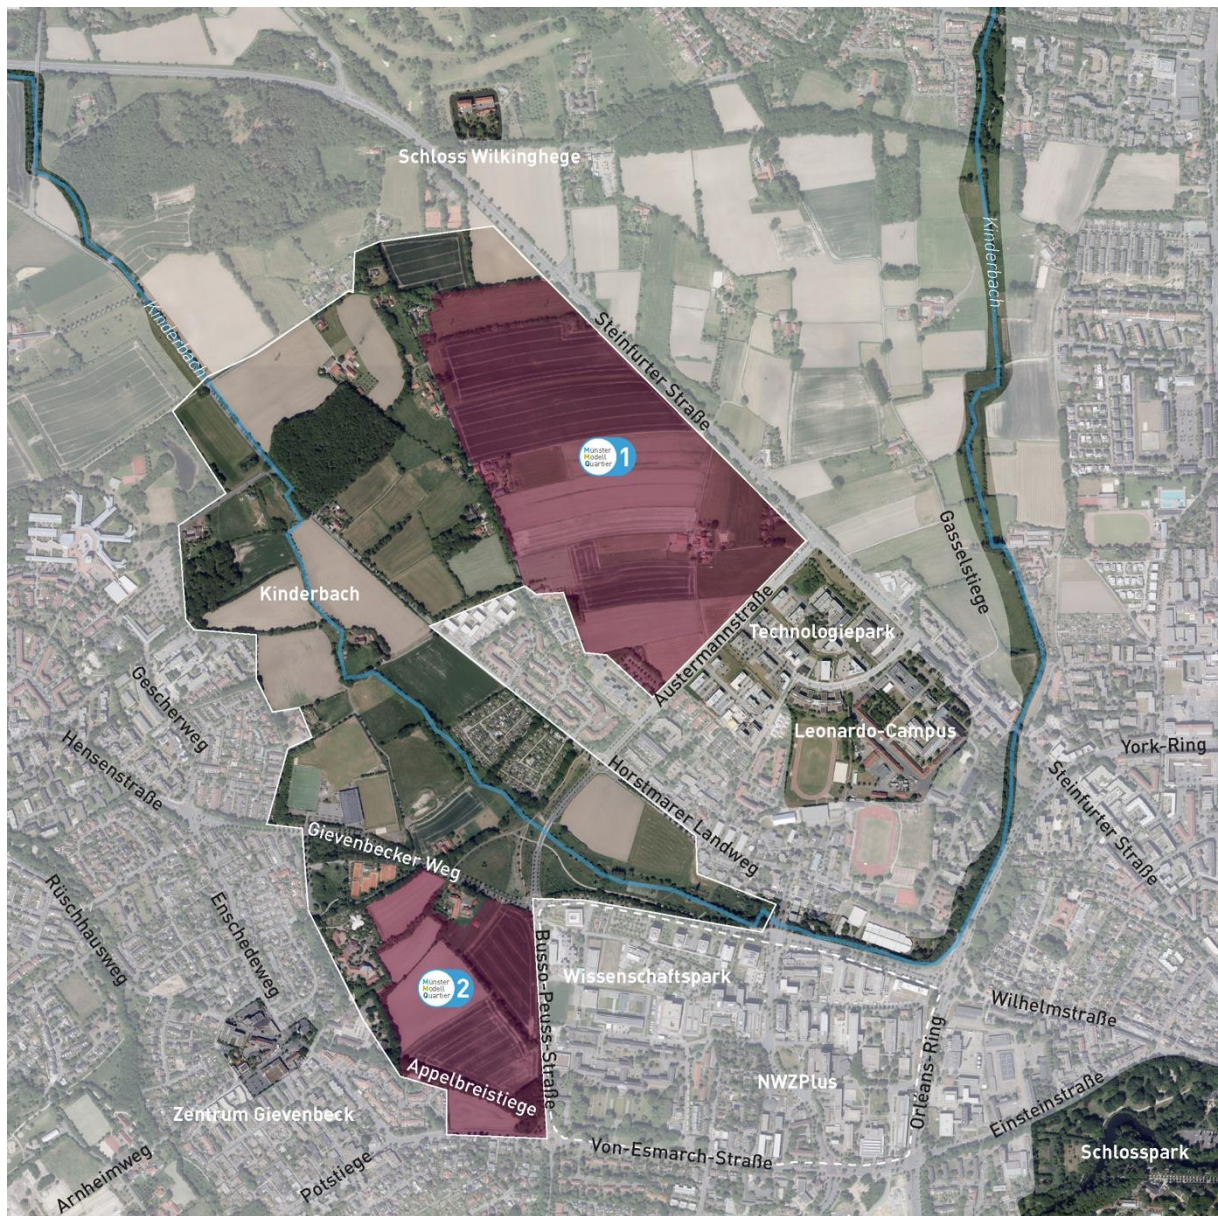 Schloss Wilkinghege
Kinderbach
Kinderbach
Steinfurter Straße
Münster
Modell
Quartier
1
Gasselstiege
Kinderbach
Austermannstraße
Technologiepark
Gescherweg
Leonardo-Campus
Hensenstraße
York-Ring
Horstmarer Landweg
Steinfurter Straße
Gievenbecker Weg
Rüschhausweg
Enschedeweg
Münster
Modell
Quartier
2
Busso-Peuss-Straße
Wissenschaftspark
Wilhelmstraße
Appelbreistiege
NWZPlus
Orléans-Ring
Einsteinstraße
Zentrum Gievenbeck
Von-Esmarch-Straße
Schlosspark
Arnheimweg
Potstiege